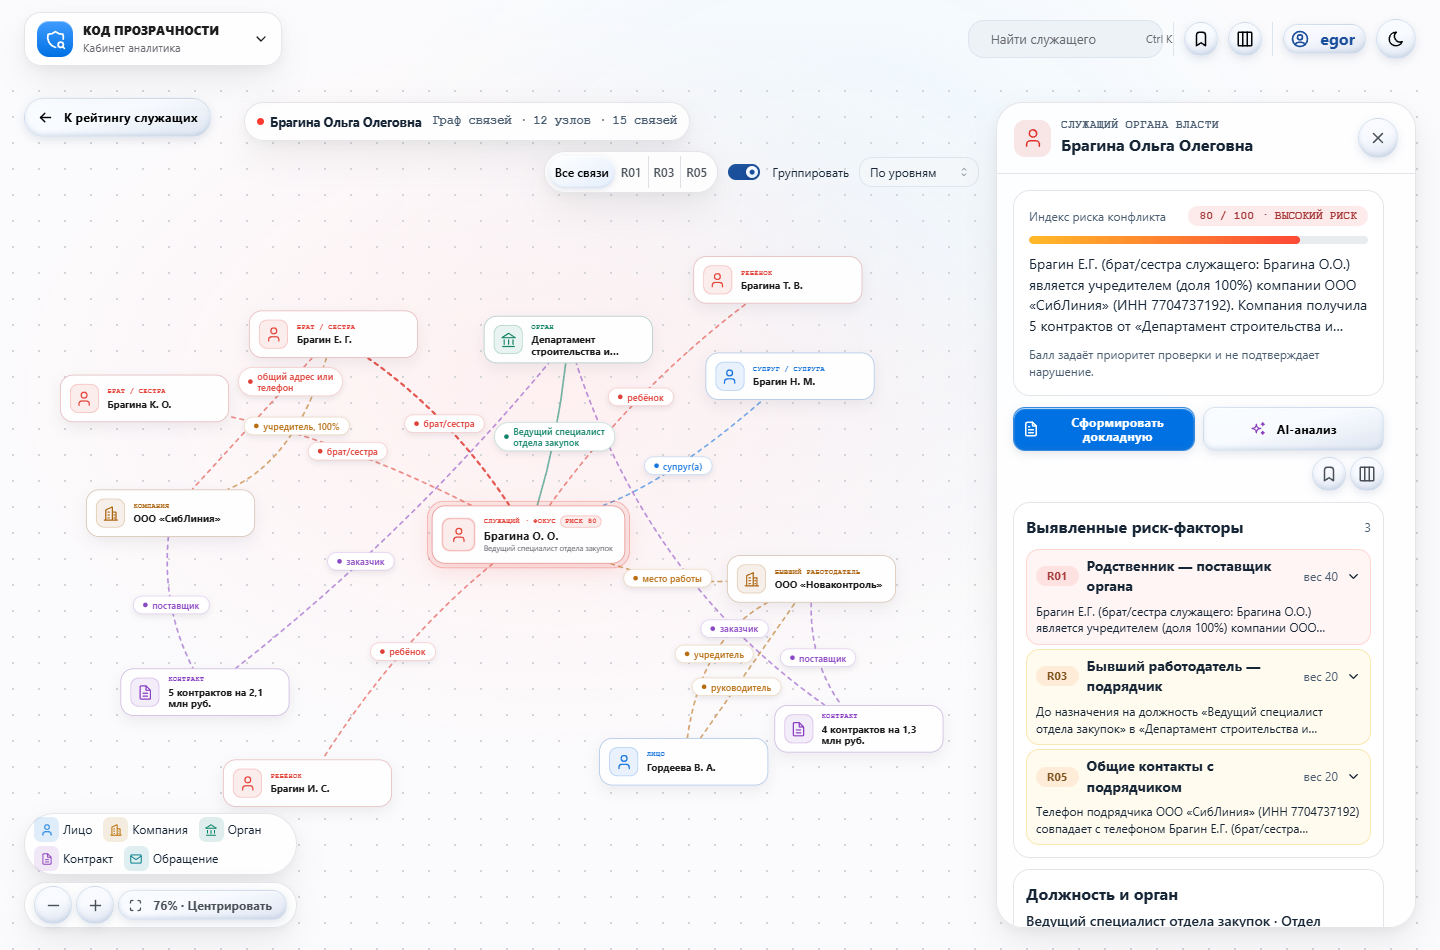 КОД ПРОЗРАЧНОСТИ
Кабинет аналитика
Найти служащего
Ctrl K
egor
К рейтингу служащих
Брагина Ольга Олеговна
Граф связей · 12 узлов · 15 связей
Все связи
R01
R03
R05
Группировать
По уровням
РЕБЁНОК
Брагина Т. В.
БРАТ / СЕСТРА
Брагин Е. Г.
ОРГАН
Департамент
строительства и...
СУПРУГ / СУПРУГА
Брагин Н. М.
БРАТ / СЕСТРА
Брагина К. О.
общий адрес или
телефон
ребёнок
учредитель, 100%
брат/сестра
Ведущий специалист
отдела закупок
брат/сестра
супруг(а)
КОМПАНИЯ
ООО «СибЛиния»
СЛУЖАЩИЙ · ФОКУС
РИСК 80
Брагина О. О.
Ведущий специалист отдела закупок
заказчик
место работы
БЫВШИЙ РАБОТОДАТЕЛЬ
ООО «Новаконтроль»
поставщик
заказчик
ребёнок
учредитель
поставщик
руководитель
КОНТРАКТ
5 контрактов на 2,1
млн руб.
КОНТРАКТ
4 контрактов на 1,3
млн руб.
ЛИЦО
Гордеева В. А.
РЕБЁНОК
Брагин И. С.
Лицо
Компания
Орган
Контракт
Обращение
76% · Центрировать
СЛУЖАЩИЙ ОРГАНА ВЛАСТИ
Брагина Ольга Олеговна
Индекс риска конфликта
80 / 100 · ВЫСОКИЙ РИСК
Брагин Е.Г. (брат/сестра служащего: Брагина О.О.)
является учредителем (доля 100%) компании ООО
«СибЛиния» (ИНН 7704737192). Компания получила
5 контрактов от «Департамент строительства и...
Балл задаёт приоритет проверки и не подтверждает
нарушение.
Сформировать
докладную
AI-анализ
Выявленные риск-факторы
3
R01
Родственник — поставщик
органа
вес 40
Брагин Е.Г. (брат/сестра служащего: Брагина О.О.)
является учредителем (доля 100%) компании ООО...
R03
Бывший работодатель —
подрядчик
вес 20
До назначения на должность «Ведущий специалист
отдела закупок» в «Департамент строительства и...
R05
Общие контакты с
подрядчиком
вес 20
Телефон подрядчика ООО «СибЛиния» (ИНН 7704737192)
совпадает с телефоном Брагин Е.Г. (брат/сестра...
Должность и орган
Ведущий специалист отдела закупок · Отдел